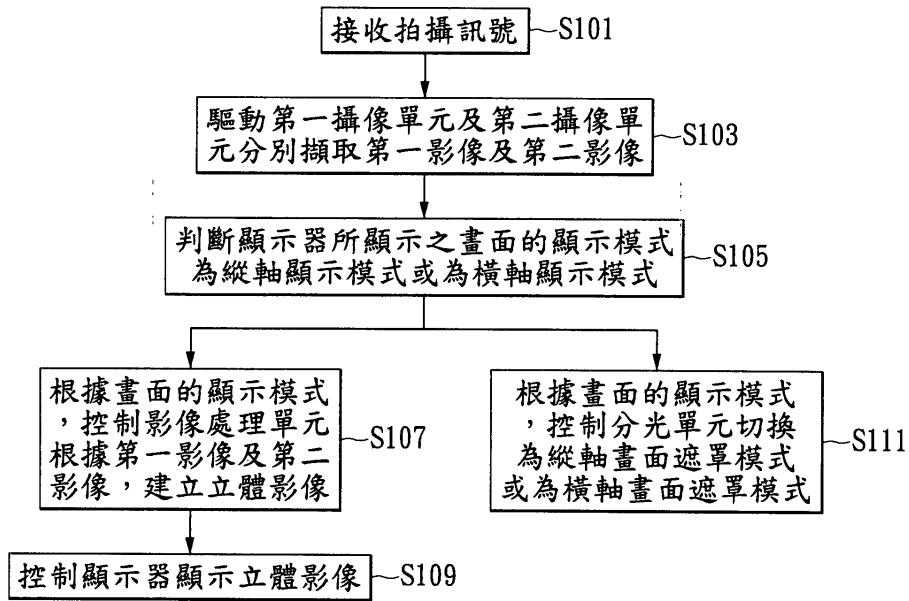 接收拍攝訊號
S101
驅動第一攝像單元及第二攝像單
元分別擷取第一影像及第二影像
S103
判斷顯示器所顯示之畫面的顯示模式
為縱軸顯示模式或為橫軸顯示模式
S105
根據畫面的顯示模式
，控制影像處理單元
根據第一影像及第二
影像，建立立體影像
S107
根據畫面的顯示模式
，控制分光單元切換
為縱軸畫面遮罩模式
或為橫軸畫面遮罩模式
S111
控制顯示器顯示立體影像
S109